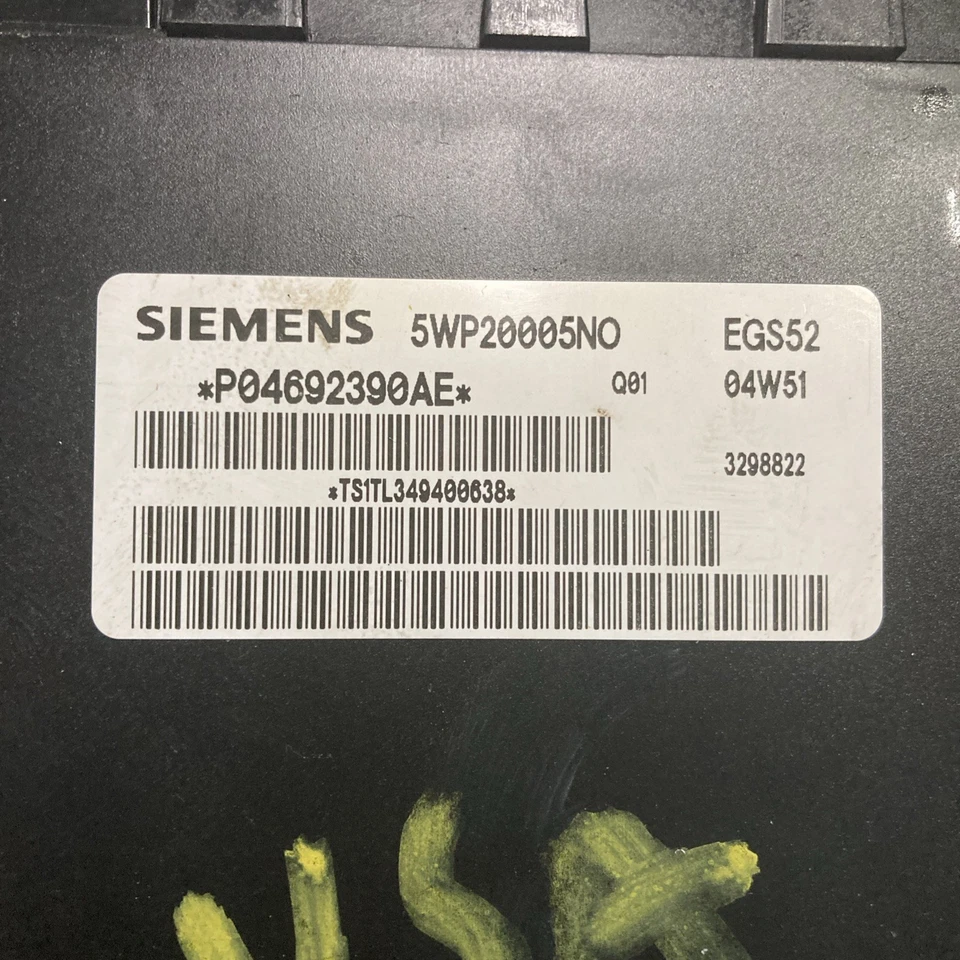 SIEMENS 5WP20005NO EGS52
*P04692390AE* Q01 04W51
3298822
*TS1TL349400638*